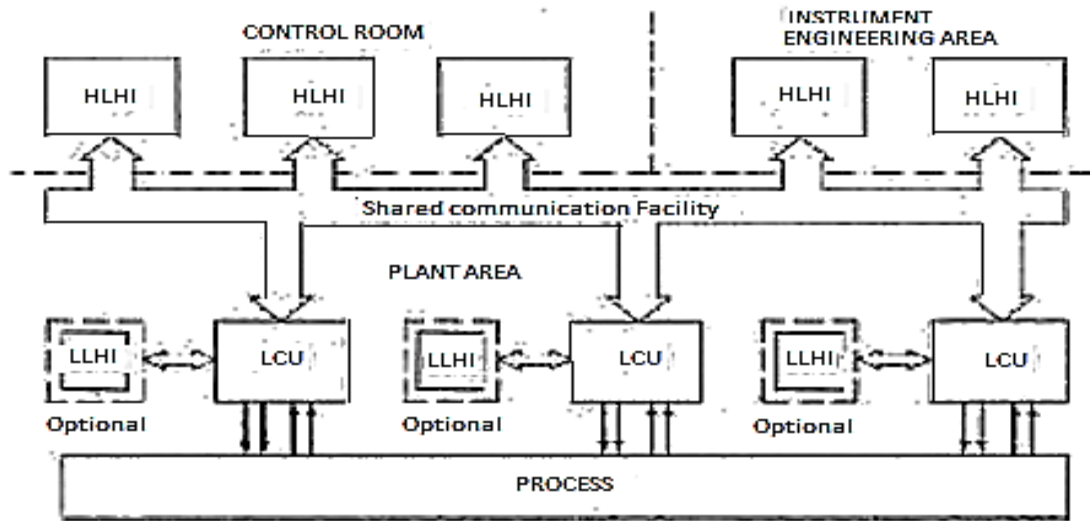 CONTROL ROOM
INSTRUMENT
ENGINEERING AREA
HLHI
HLHI
HLHI
HLHI
HLHI
Shared communication Facility
PLANT AREA
LLHI
LCU
LLHI
LCU
LLHI
LCU
Optional
Optional
Optional
PROCESS